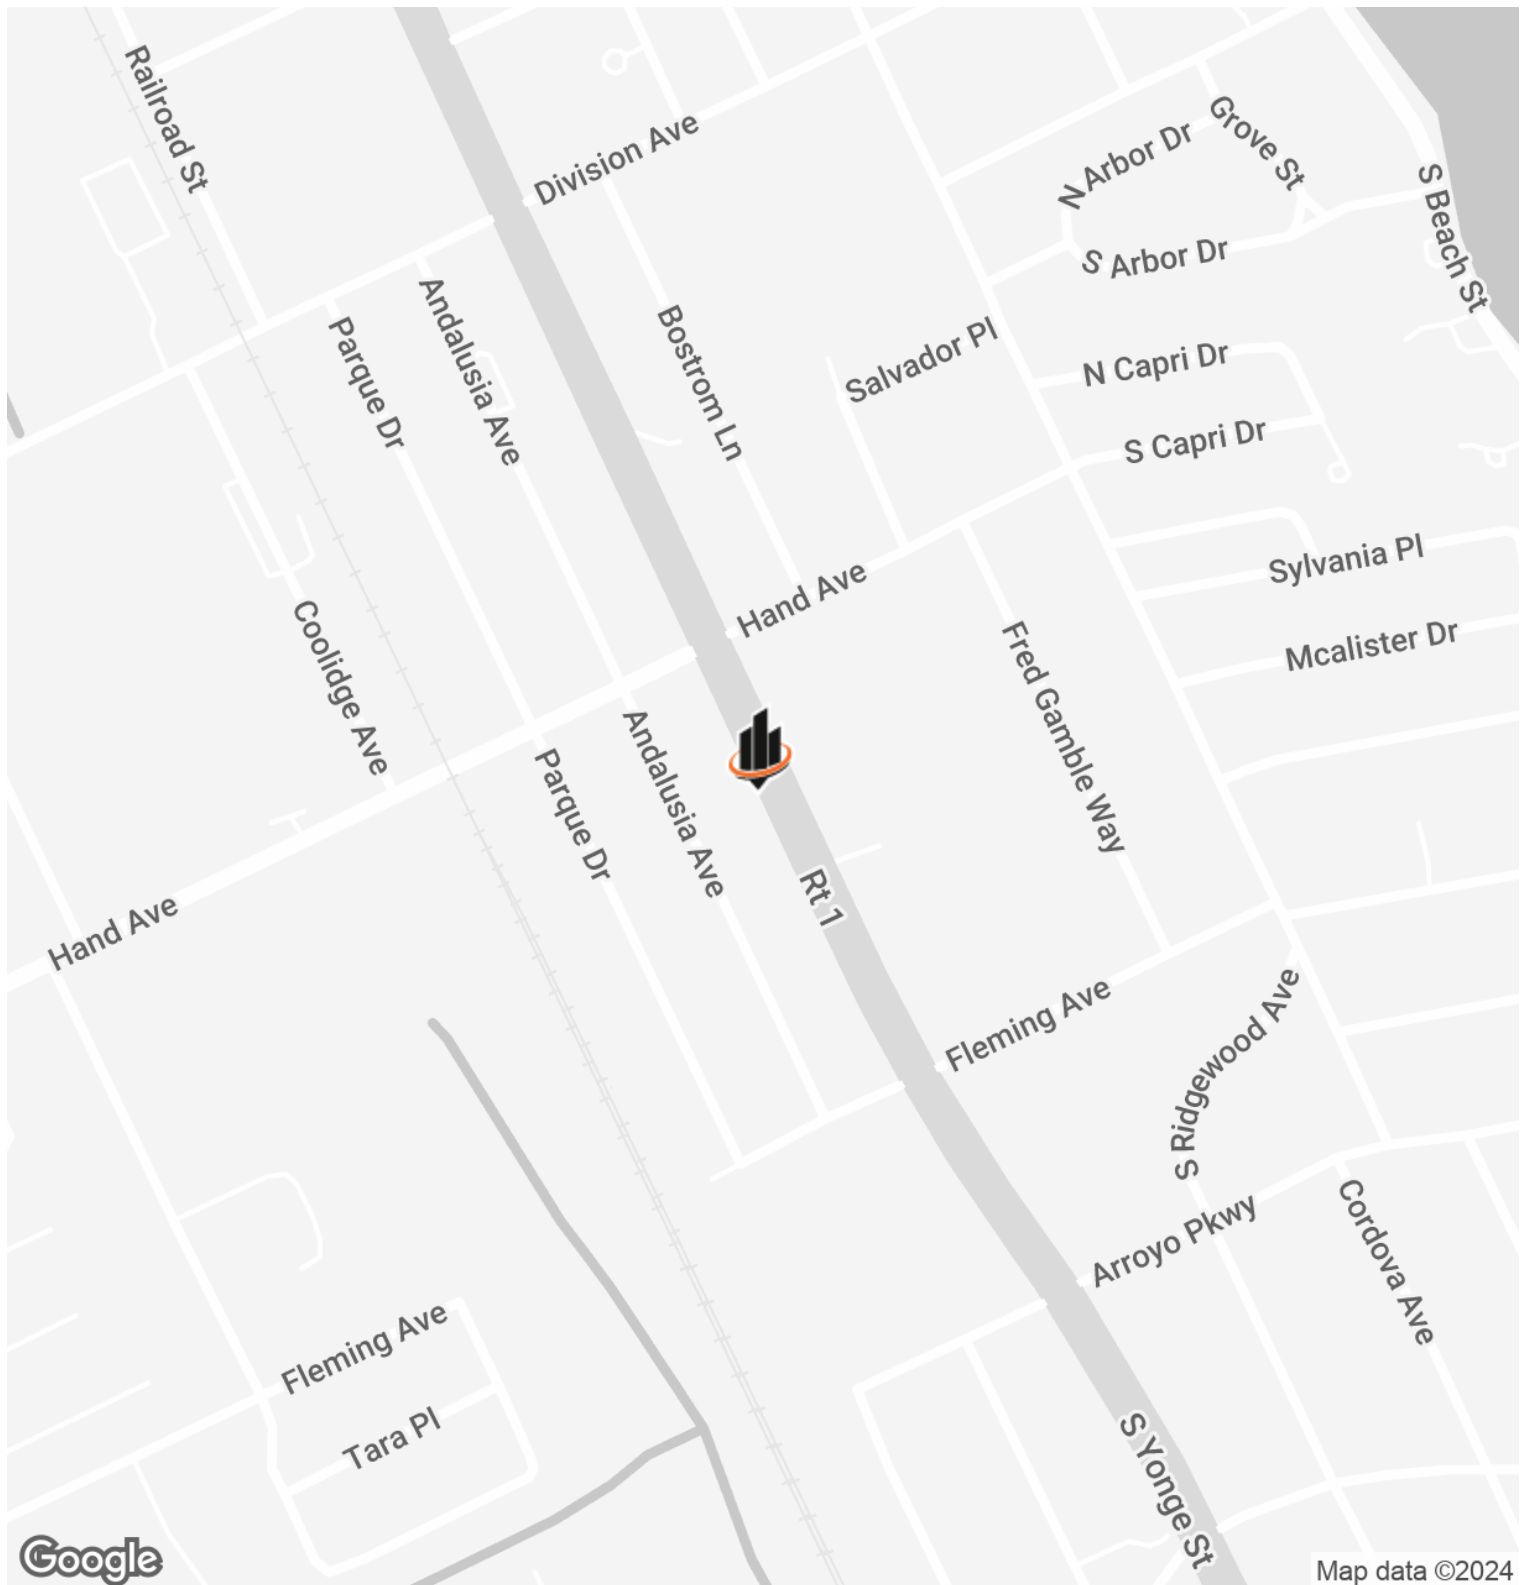 Railroad St
Division Ave
N Arbor Dr
Grove St
S Beach St
S Arbor Dr
Parque Dr
Andalusia Ave
Bostrom Ln
Salvador Pl
N Capri Dr
S Capri Dr
Sylvania Pl
Hand Ave
Coolidge Ave
Fred Gamble Way
Mcalister Dr
Parque Dr
Andalusia Ave
Rt 1
Hand Ave
Fleming Ave
S Ridgewood Ave
Arroyo Pkwy
Cordova Ave
Fleming Ave
Tara Pl
S Yonge St
Google
Map data ©2024